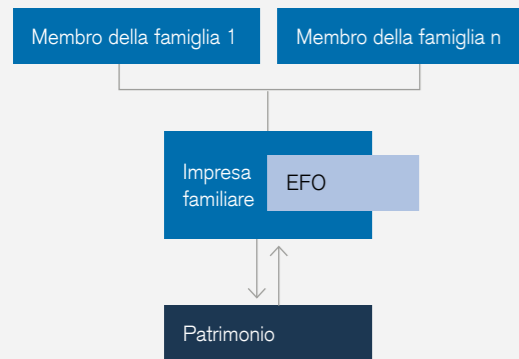 Membro della famiglia 1
Membro della famiglia n
Impresa
familiare
EFO
Patrimonio